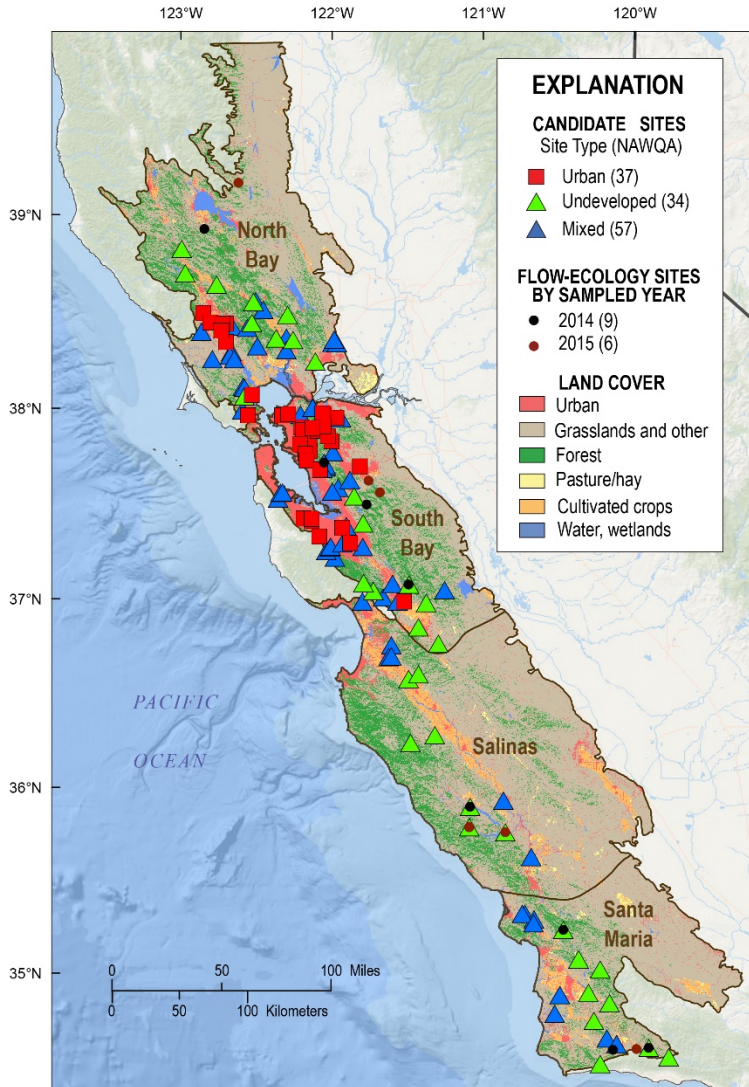 123°W 122°W 121°W 120°W
39°N
38°N
37°N
36°N
35°N
North
Bay
South
Bay
Salinas
Santa
Maria
PACIFIC
OCEAN
EXPLANATION
CANDIDATE SITES
Site Type (NAWQA)
Urban (37)
Undeveloped (34)
Mixed (57)
FLOW-ECOLOGY SITES
BY SAMPLED YEAR
2014 (9)
2015 (6)
LAND COVER
Urban
Grasslands and other
Forest
Pasture/hay
Cultivated crops
Water, wetlands
0 50 100 Miles
0 50 100 Kilometers